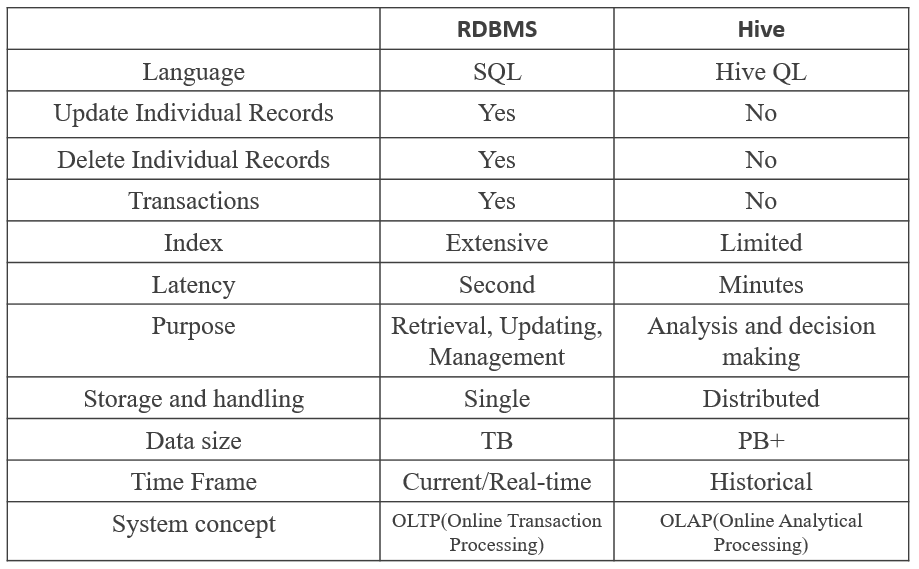 RDBMS Hive
Language SQL Hive QL
Update Individual Records Yes No
Delete Individual Records Yes No
Transactions Yes No
Index Extensive Limited
Latency Second Minutes
Purpose Retrieval, Updating, Analysis and decision
Management making
Storage and handling Single Distributed
Data size TB PB+
Time Frame Current/Real-time Historical
System concept OLTP(Online Transaction OLAP(Online Analytical
Processing) Processing)